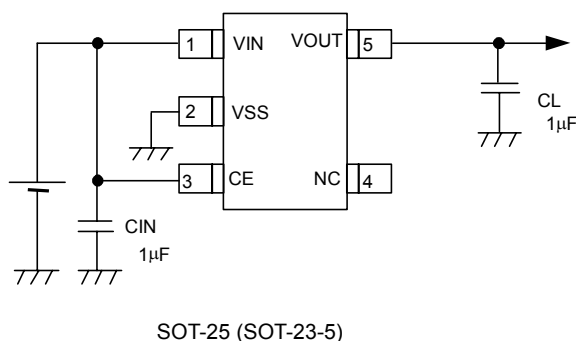 1 VIN VOUT 5
2 VSS
3 CE NC 4
CL
1μF
CIN
1μF
SOT-25 (SOT-23-5)